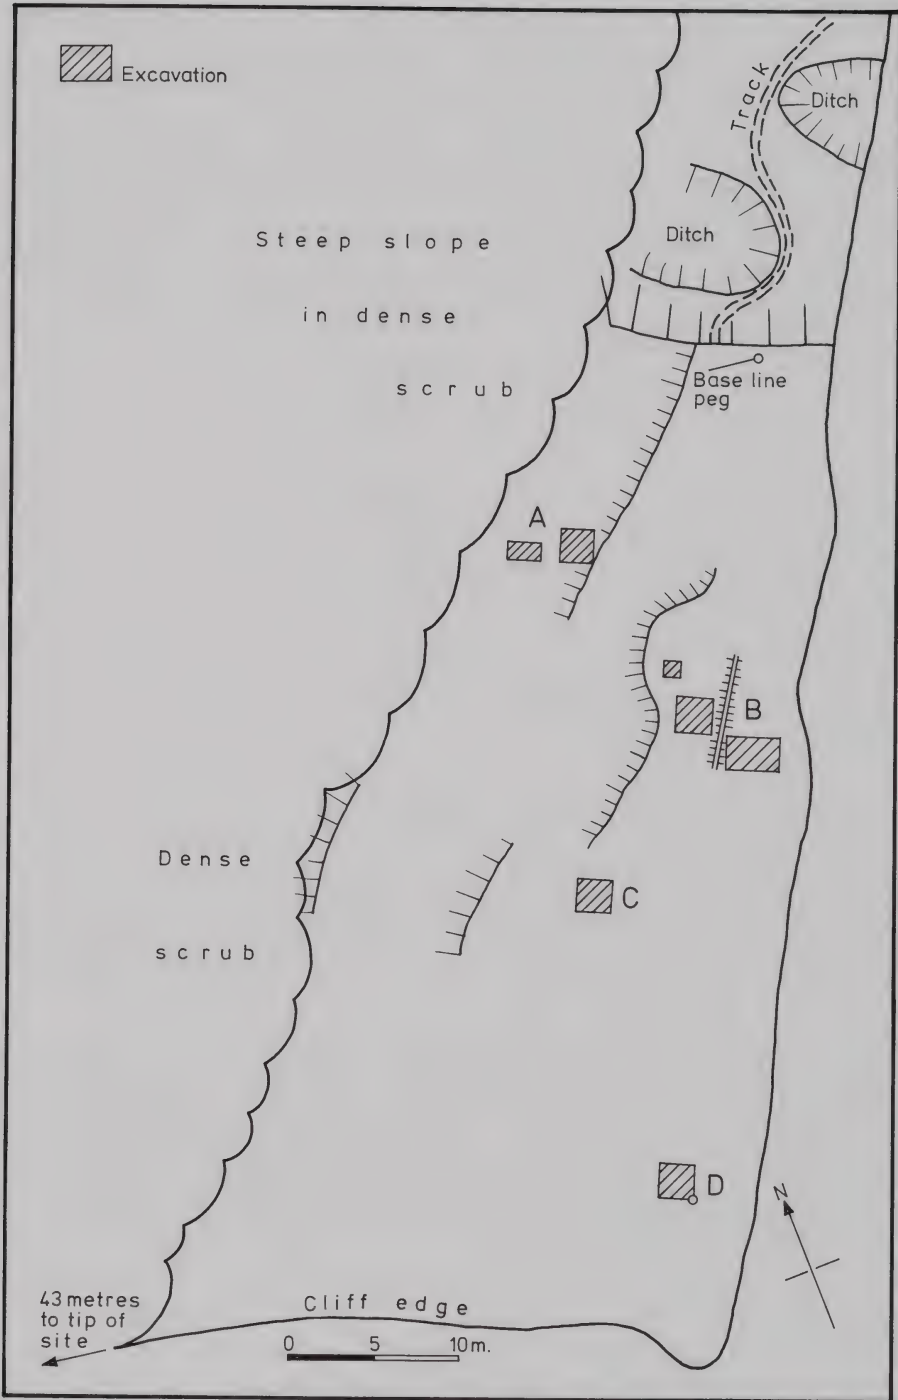 Excavation
Track
Ditch
Ditch
Steep slope
in dense
scrub
Base line
peg
A
B
Dense
scrub
C
D
N
43 metres
to tip of
site
Cliff edge
0 5 10m.